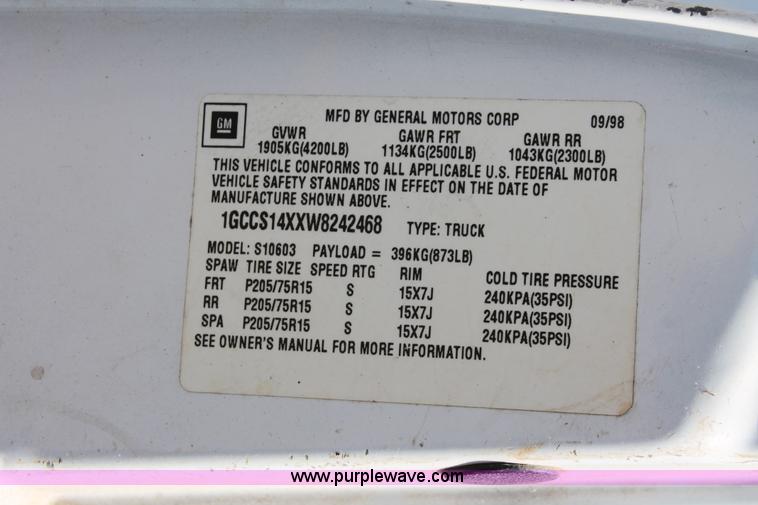 GM
MFD BY GENERAL MOTORS CORP 09/98
GVWR GAWR FRT GAWR RR
1905KG(4200LB) 1134KG(2500LB) 1043KG(2300LB)
THIS VEHICLE CONFORMS TO ALL APPLICABLE U.S. FEDERAL MOTOR
VEHICLE SAFETY STANDARDS IN EFFECT ON THE DATE OF
MANUFACTURE SHOWN ABOVE.
1GCCS14XXW8242468 TYPE: TRUCK
MODEL: S10603 PAYLOAD = 396KG(873LB)
SPAW TIRE SIZE SPEED RTG RIM COLD TIRE PRESSURE
FRT P205/75R15 S 15X7J 240KPA(35PSI)
RR P205/75R15 S 15X7J 240KPA(35PSI)
SPA P205/75R15 S 15X7J 240KPA(35PSI)
SEE OWNER'S MANUAL FOR MORE INFORMATION.
www.purplewave.com